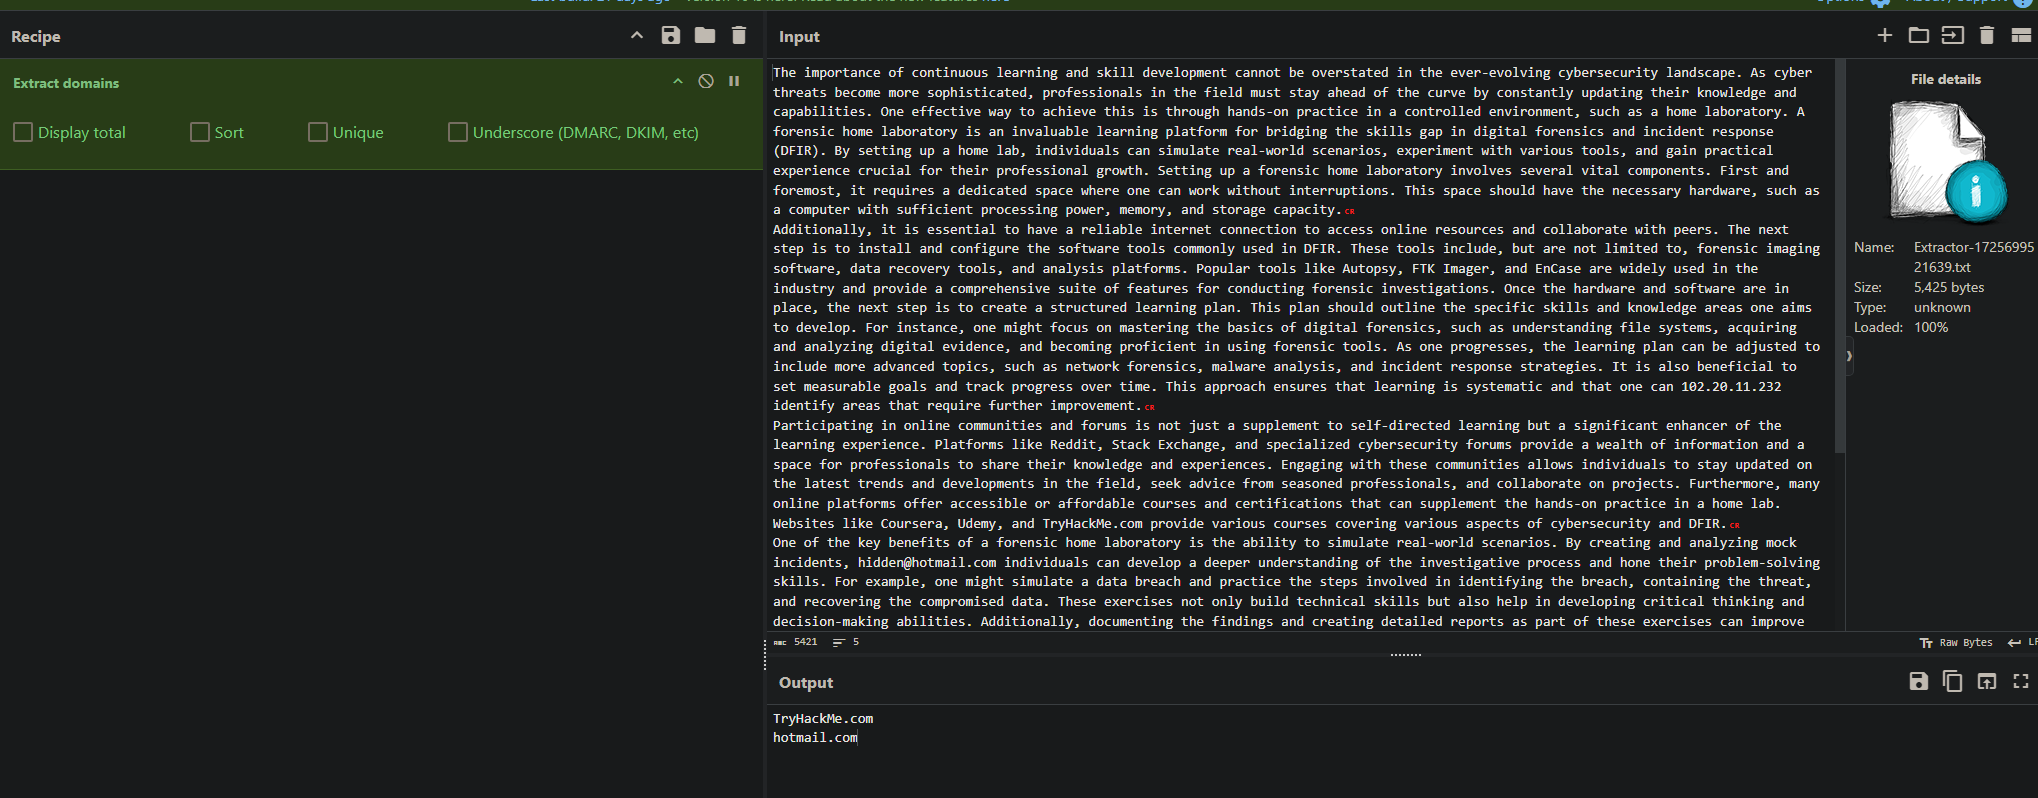 Recipe
Extract domains
Display total
Sort
Unique
Underscore (DMARC, DKIM, etc)
Input
The importance of continuous learning and skill development cannot be overstated in the ever-evolving cybersecurity landscape. As cyber
threats become more sophisticated, professionals in the field must stay ahead of the curve by constantly updating their knowledge and
capabilities. One effective way to achieve this is through hands-on practice in a controlled environment, such as a home laboratory. A
forensic home laboratory is an invaluable learning platform for bridging the skills gap in digital forensics and incident response
(DFIR). By setting up a home lab, individuals can simulate real-world scenarios, experiment with various tools, and gain practical
experience crucial for their professional growth. Setting up a forensic home laboratory involves several vital components. First and
foremost, it requires a dedicated space where one can work without interruptions. This space should have the necessary hardware, such as
a computer with sufficient processing power, memory, and storage capacity. CR
Additionally, it is essential to have a reliable internet connection to access online resources and collaborate with peers. The next
step is to install and configure the software tools commonly used in DFIR. These tools include, but are not limited to, forensic imaging
software, data recovery tools, and analysis platforms. Popular tools like Autopsy, FTK Imager, and EnCase are widely used in the
industry and provide a comprehensive suite of features for conducting forensic investigations. Once the hardware and software are in
place, the next step is to create a structured learning plan. This plan should outline the specific skills and knowledge areas one aims
to develop. For instance, one might focus on mastering the basics of digital forensics, such as understanding file systems, acquiring
and analyzing digital evidence, and becoming proficient in using forensic tools. As one progresses, the learning plan can be adjusted to
include more advanced topics, such as network forensics, malware analysis, and incident response strategies. It is also beneficial to
set measurable goals and track progress over time. This approach ensures that learning is systematic and that one can 102.20.11.232
identify areas that require further improvement. CR
Participating in online communities and forums is not just a supplement to self-directed learning but a significant enhancer of the
learning experience. Platforms like Reddit, Stack Exchange, and specialized cybersecurity forums provide a wealth of information and a
space for professionals to share their knowledge and experiences. Engaging with these communities allows individuals to stay updated on
the latest trends and developments in the field, seek advice from seasoned professionals, and collaborate on projects. Furthermore, many
online platforms offer accessible or affordable courses and certifications that can supplement the hands-on practice in a home lab.
Websites like Coursera, Udemy, and TryHackMe.com provide various courses covering various aspects of cybersecurity and DFIR. CR
One of the key benefits of a forensic home laboratory is the ability to simulate real-world scenarios. By creating and analyzing mock
incidents, hidden@hotmail.com individuals can develop a deeper understanding of the investigative process and hone their problem-solving
skills. For example, one might simulate a data breach and practice the steps involved in identifying the breach, containing the threat,
and recovering the compromised data. These exercises not only build technical skills but also help in developing critical thinking and
decision-making abilities. Additionally, documenting the findings and creating detailed reports as part of these exercises can improve
File details
Name: Extractor-17256995
21639.txt
Size: 5,425 bytes
Type: unknown
Loaded: 100%
5421
5
Raw Bytes
Output
TryHackMe.com
hotmail.com